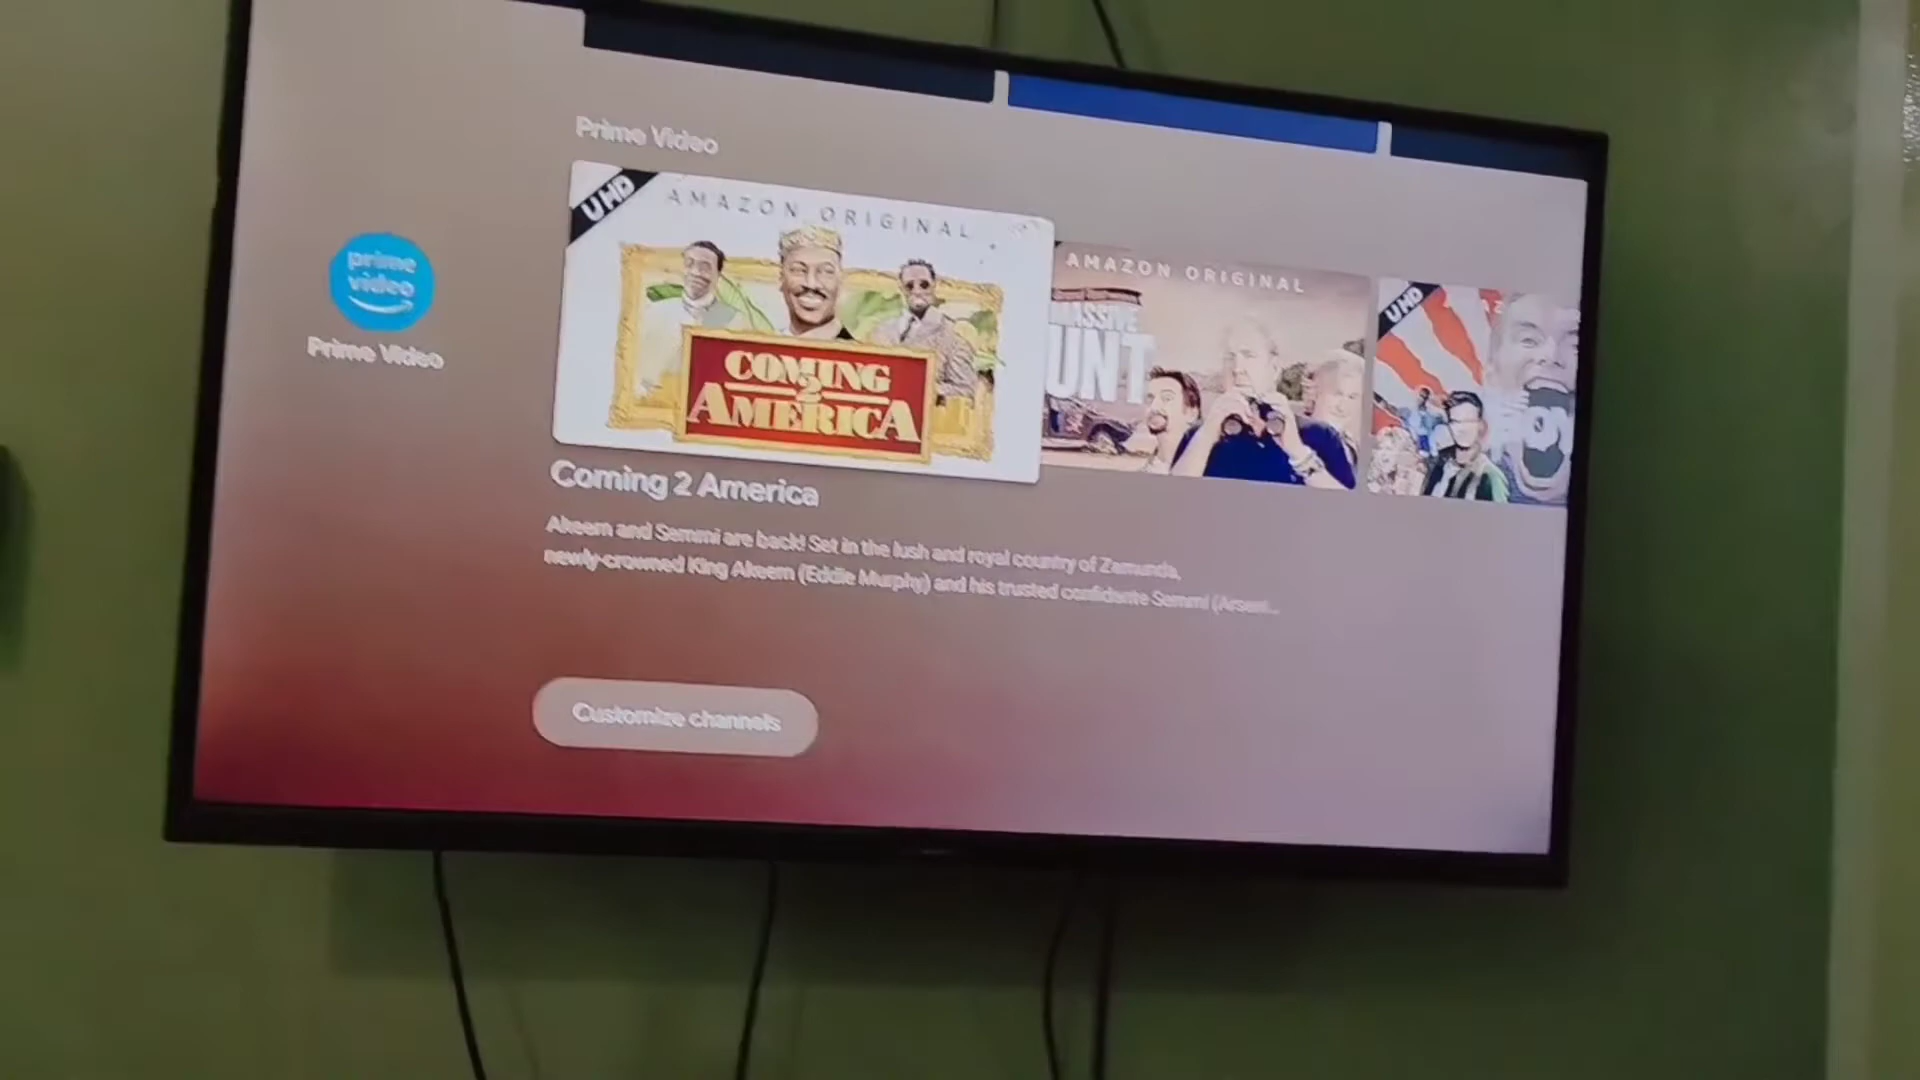 Prime Video
UHD
AMAZON ORIGINAL
COMING
2
AMERICA
AMAZON ORIGINAL
MASSIVE
UNT
UHD
prime
video
Prime Video
Coming 2 America
Akeem and Semmi are back! Set in the lush and royal country of Zamunda,
newly-crowned King Akeem (Eddie Murphy) and his trusted confidante Semmi (Arseni...
Customize channels